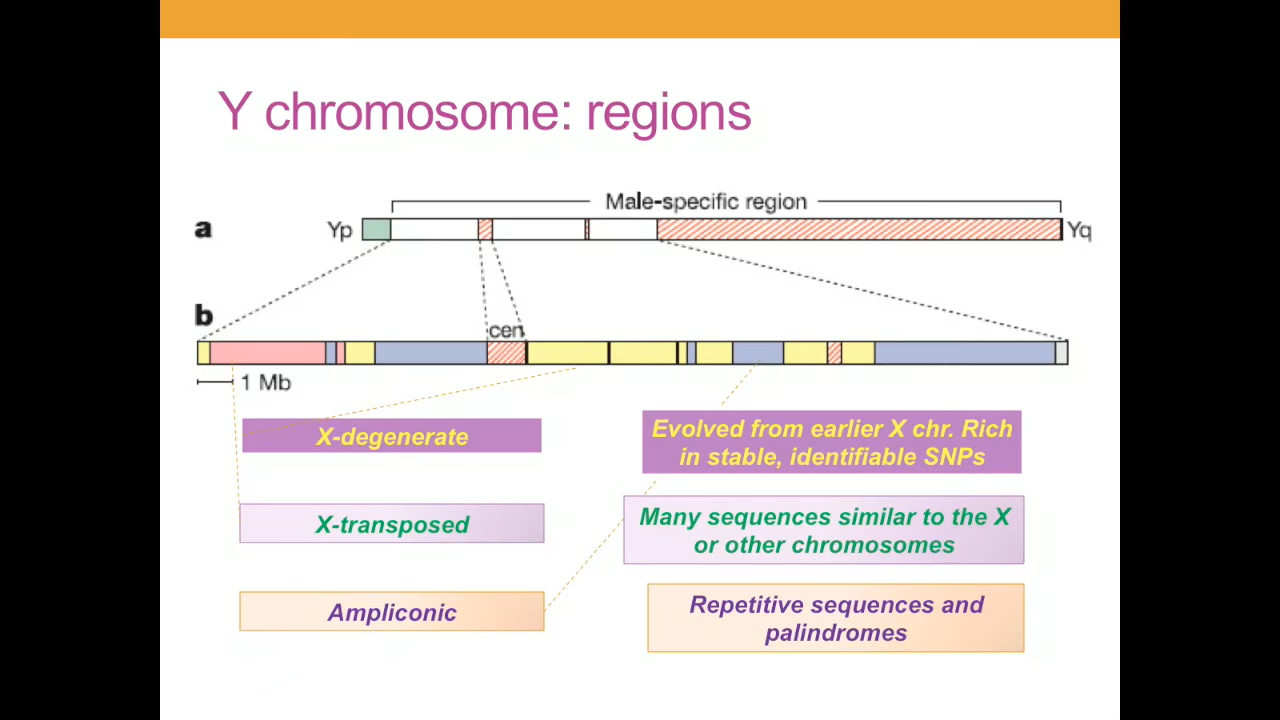 Y chromosome: regions
Male-specific region
a
Yp
Yq
b
cen
1 Mb
X-degenerate
Evolved from earlier X chr. Rich
in stable, identifiable SNPs
X-transposed
Many sequences similar to the X
or other chromosomes
Ampliconic
Repetitive sequences and
palindromes